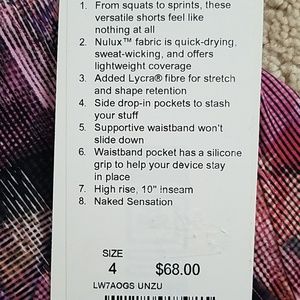 1. From squats to sprints, these
versatile shorts feel like
nothing at all
2. Nulux™ fabric is quick-drying,
sweat-wicking, and offers
lightweight coverage
3. Added Lycra® fibre for stretch
and shape retention
4. Side drop-in pockets to stash
your stuff
5. Supportive waistband won't
slide down
6. Waistband pocket has a silicone
grip to help your device stay
in place
7. High rise, 10" inseam
8. Naked Sensation
SIZE
4 $68.00
LW7AOGS UNZU